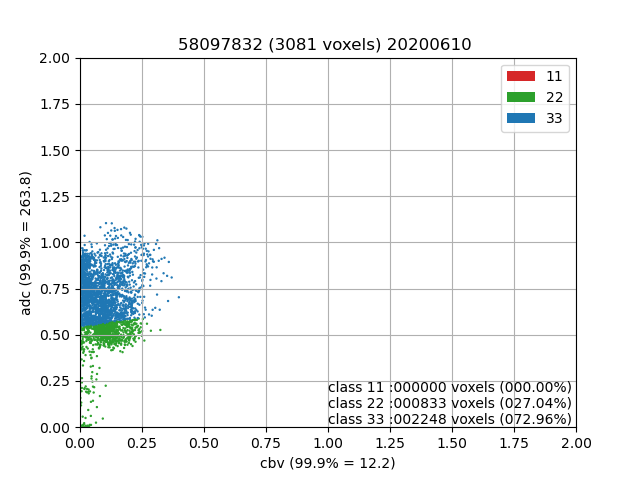 58097832 (3081 voxels) 20200610
2.00
1.75
1.50
1.25
1.00
0.75
0.50
0.25
0.00
adc (99.9% = 263.8)
11
22
33
class 11 :000000 voxels (000.00%)
class 22 :000833 voxels (027.04%)
class 33 :002248 voxels (072.96%)
0.00 0.25 0.50 0.75 1.00 1.25 1.50 1.75 2.00
cbv (99.9% = 12.2)